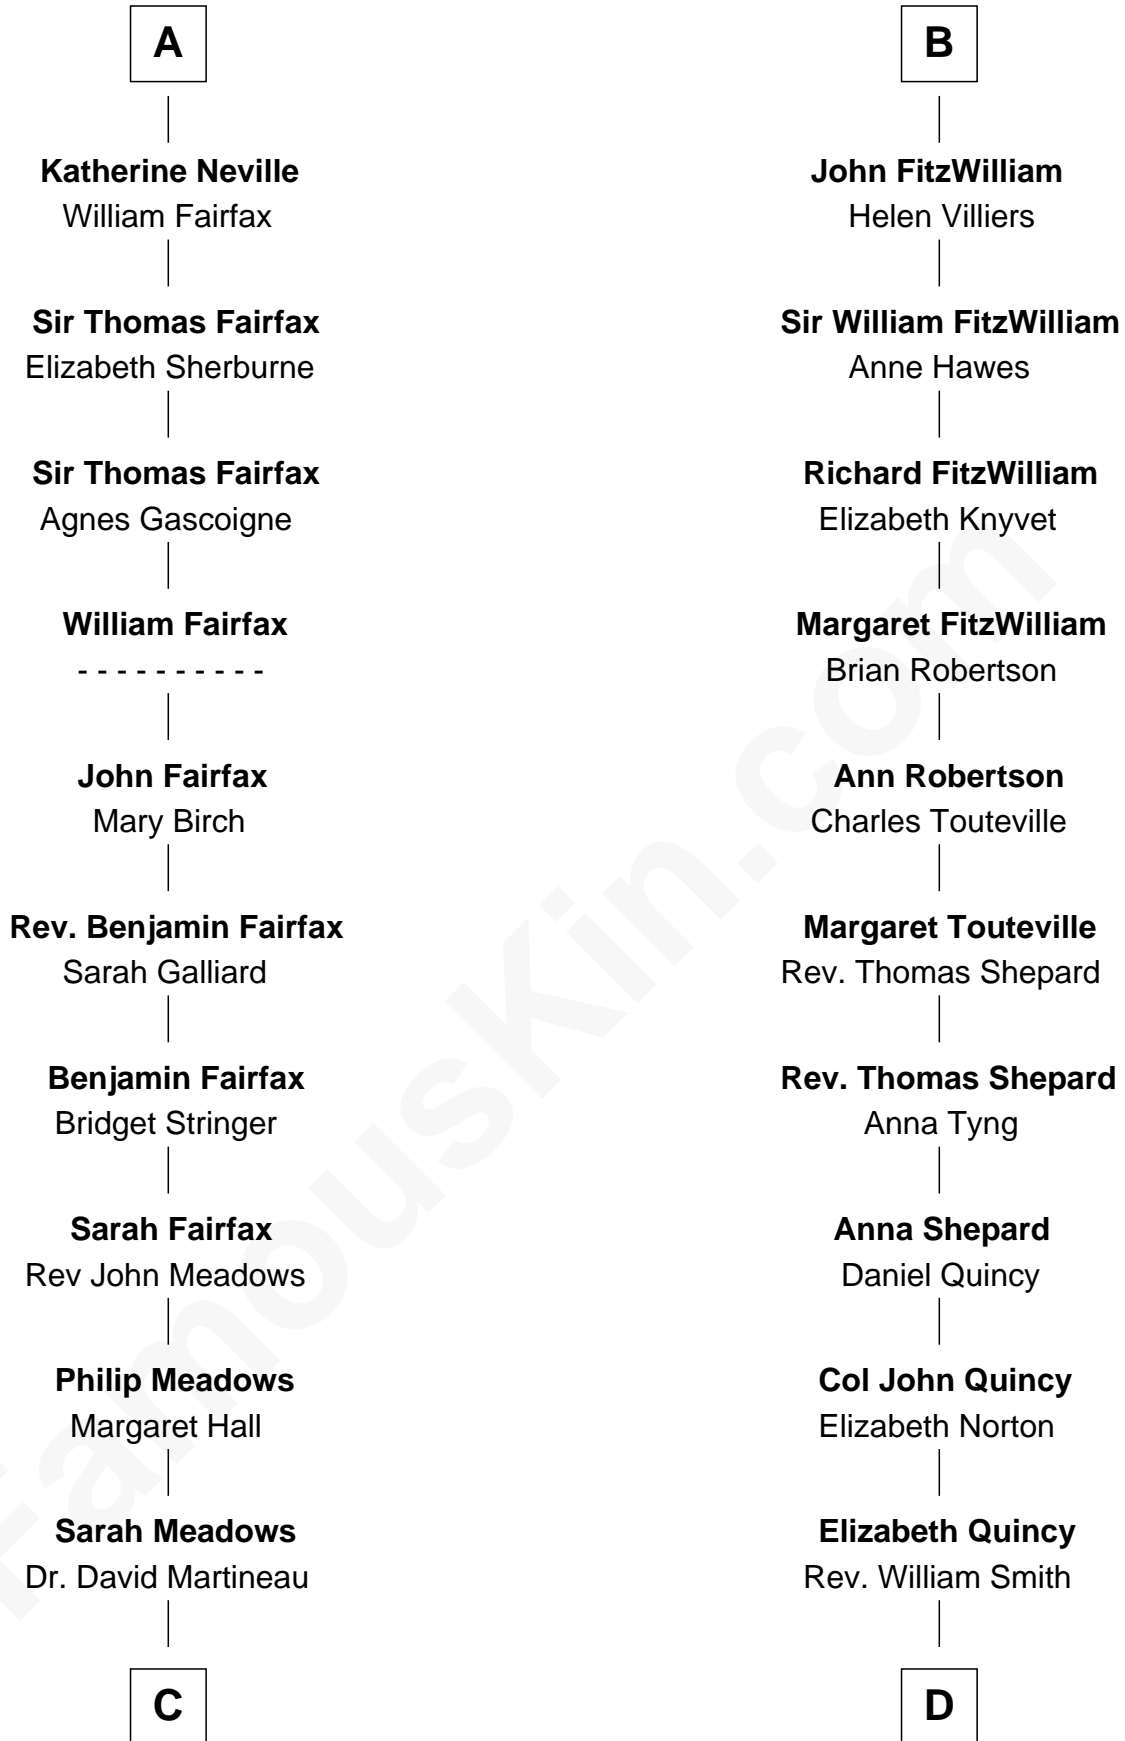 A
Katherine Neville
William Fairfax
Sir Thomas Fairfax
Elizabeth Sherburne
Sir Thomas Fairfax
Agnes Gascoigne
William Fairfax
- - - - - - - - - -
John Fairfax
Mary Birch
Rev. Benjamin Fairfax
Sarah Galliard
Benjamin Fairfax
Bridget Stringer
Sarah Fairfax
Rev John Meadows
Philip Meadows
Margaret Hall
Sarah Meadows
Dr. David Martineau
C
B
John FitzWilliam
Helen Villiers
Sir William FitzWilliam
Anne Hawes
Richard FitzWilliam
Elizabeth Knyvet
Margaret FitzWilliam
Brian Robertson
Ann Robertson
Charles Touteville
Margaret Touteville
Rev. Thomas Shepard
Rev. Thomas Shepard
Anna Tyng
Anna Shepard
Daniel Quincy
Col John Quincy
Elizabeth Norton
Elizabeth Quincy
Rev. William Smith
D
FamousKin.com